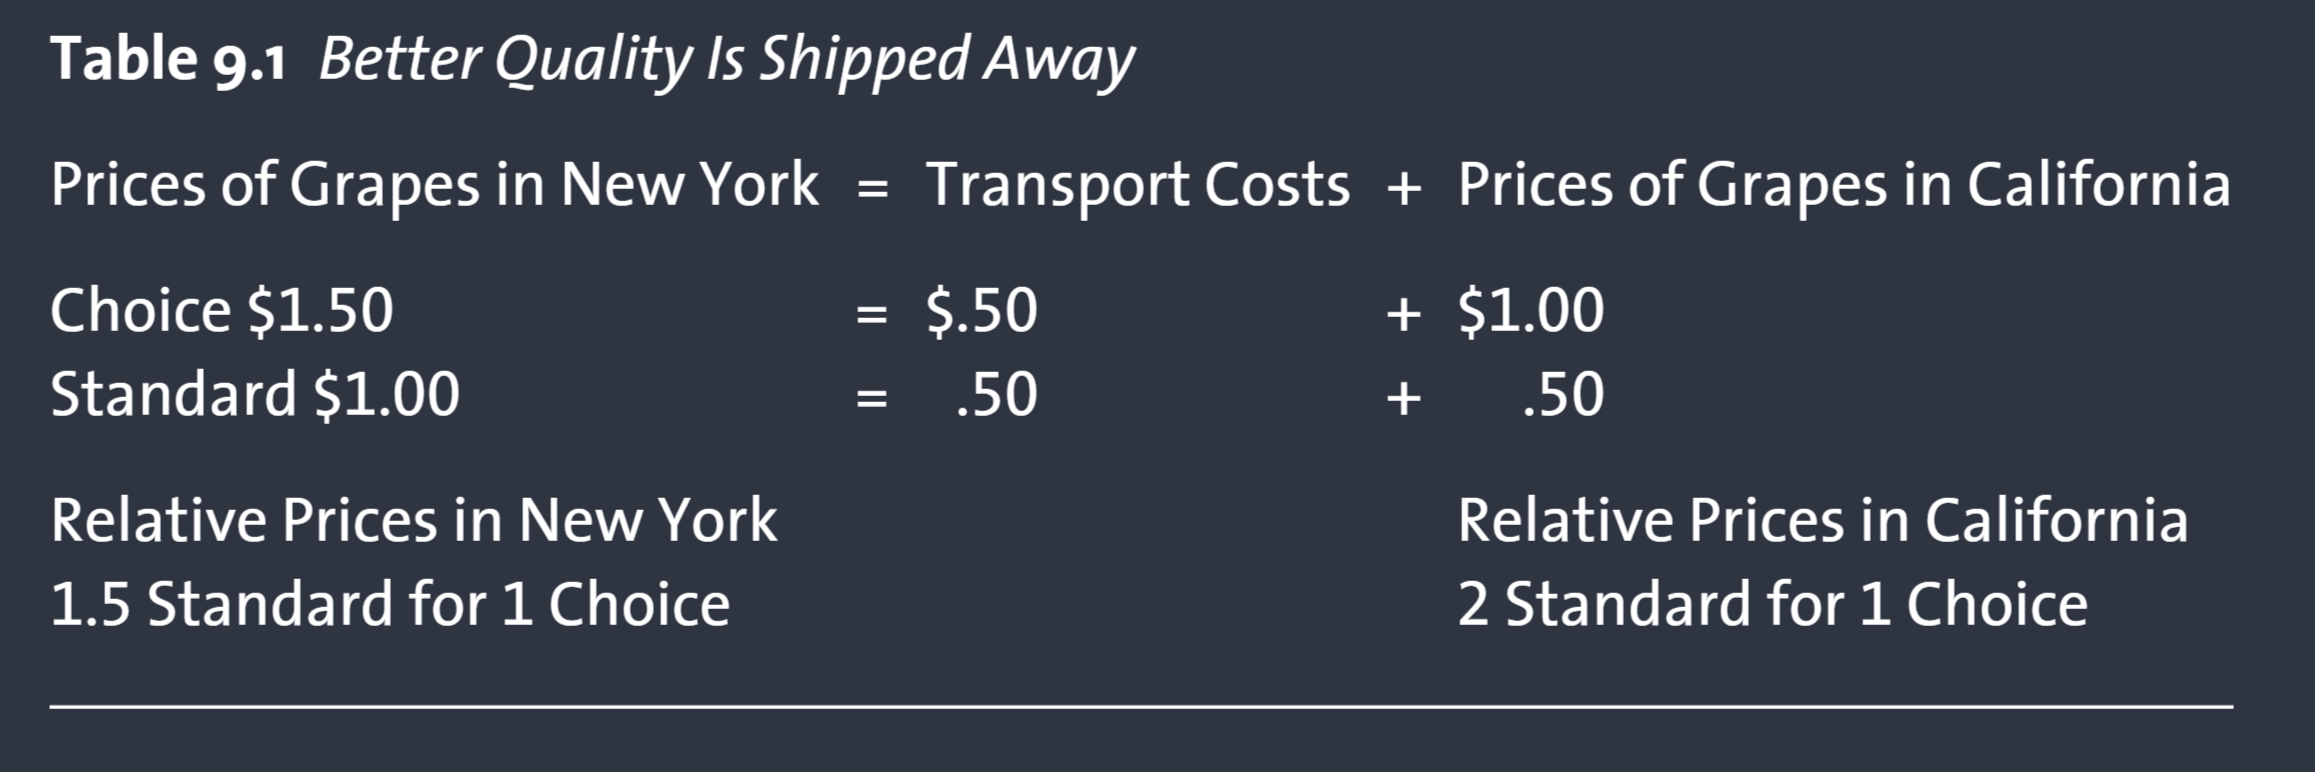 Table 9.1 Better Quality Is Shipped Away
Prices of Grapes in New York = Transport Costs + Prices of Grapes in California
Choice $1.50 = $.50 + $1.00
Standard $1.00 = .50 + .50
Relative Prices in New York Relative Prices in California
1.5 Standard for 1 Choice 2 Standard for 1 Choice